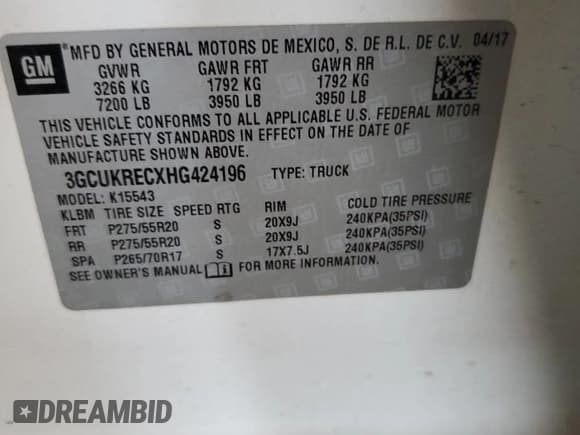 GM MFD BY GENERAL MOTORS DE MEXICO, S. DE R.L. DE C.V. 04/17
GVWR GAWR FRT GAWR RR
3266 KG 1792 KG 1792 KG
7200 LB 3950 LB 3950 LB
THIS VEHICLE CONFORMS TO ALL APPLICABLE U.S. FEDERAL MOTOR
VEHICLE SAFETY STANDARDS IN EFFECT ON THE DATE OF
MANUFACTURE SHOWN ABOVE.
3GCUKRECXHG424196 TYPE: TRUCK
MODEL: K15543
KLBM TIRE SIZE SPEED RTG RIM COLD TIRE PRESSURE
FRT P275/55R20 S 20X9J 240KPA(35PSI)
RR P275/55R20 S 20X9J 240KPA(35PSI)
SPA P265/70R17 S 17X7.5J 240KPA(35PSI)
SEE OWNER'S MANUAL FOR MORE INFORMATION.
DREAMBID